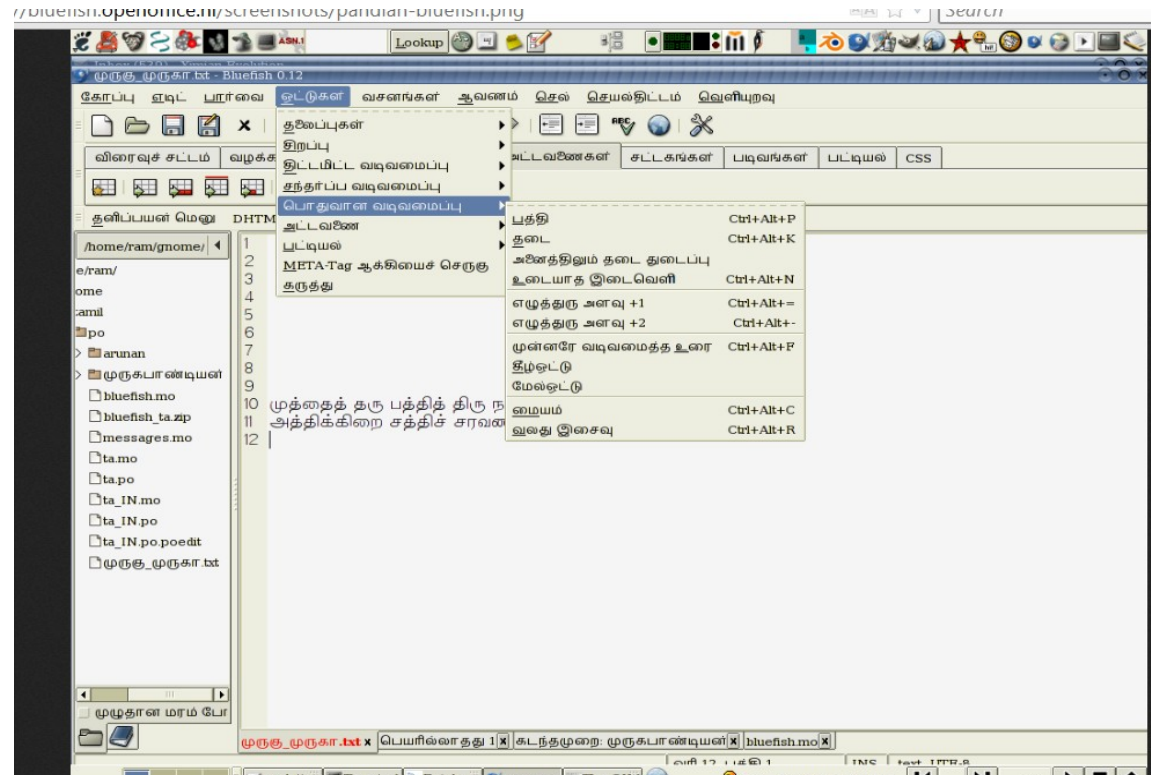 //bluefish.openoffice.nl/screenshots/pandian-bluefish.png
Search
ASN.1
Lookup
முருகு_முருகா.txt - Bluefish 0.12
கோப்பு எடிட் பார்வை ஒட்டுகள் வசனங்கள் ஆவணம் செல் செயல்திட்டம் வெளியுறவு
விரைவுச் சட்டம்
அட்டவணைகள்
சட்டகங்கள்
படிவங்கள்
பட்டியல்
CSS
தனிப்பயன் மெனு
தலைப்புகள்
சிறப்பு
திட்டமிட்ட வடிவமைப்பு
சந்தர்ப்ப வடிவமைப்பு
பொதுவான வடிவமைப்பு
அட்டவணை
பட்டியல்
META-Tag ஆக்கியைச் செருகு
கருத்து
பத்தி Ctrl+Alt+P
தடை Ctrl+Alt+K
அனைத்திலும் தடை துடைப்பு
உடையாத இடைவெளி Ctrl+Alt+N
எழுத்துரு அளவு +1 Ctrl+Alt+=
எழுத்துரு அளவு +2 Ctrl+Alt+-
முன்னரே வடிவமைத்த உரை Ctrl+Alt+F
கீழ்ஒட்டு
மேல்ஒட்டு
மையம் Ctrl+Alt+C
வலது இசைவு Ctrl+Alt+R
/home/ram/gnome/
e/ram/
ome
tamil
po
arunan
முருகபாண்டியன்
bluefish.mo
bluefish_ta.zip
messages.mo
ta.mo
ta.po
ta_IN.mo
ta_IN.po
ta_IN.po.poedit
முருகு_முருகா.txt
முழுதான மரம் போ
1
2
3
4
5
6
7
8
9
10 முத்தைத் தரு பத்தித் திரு ந
11 அத்திக்கிறை சத்திச் சரவண
12
முருகு_முருகா.txt x பெயரில்லாதது 1 x கடந்தமுறை: முருகபாண்டியன் x bluefish.mo x
வரி 12 பத்தி 1 INS text UTF-8